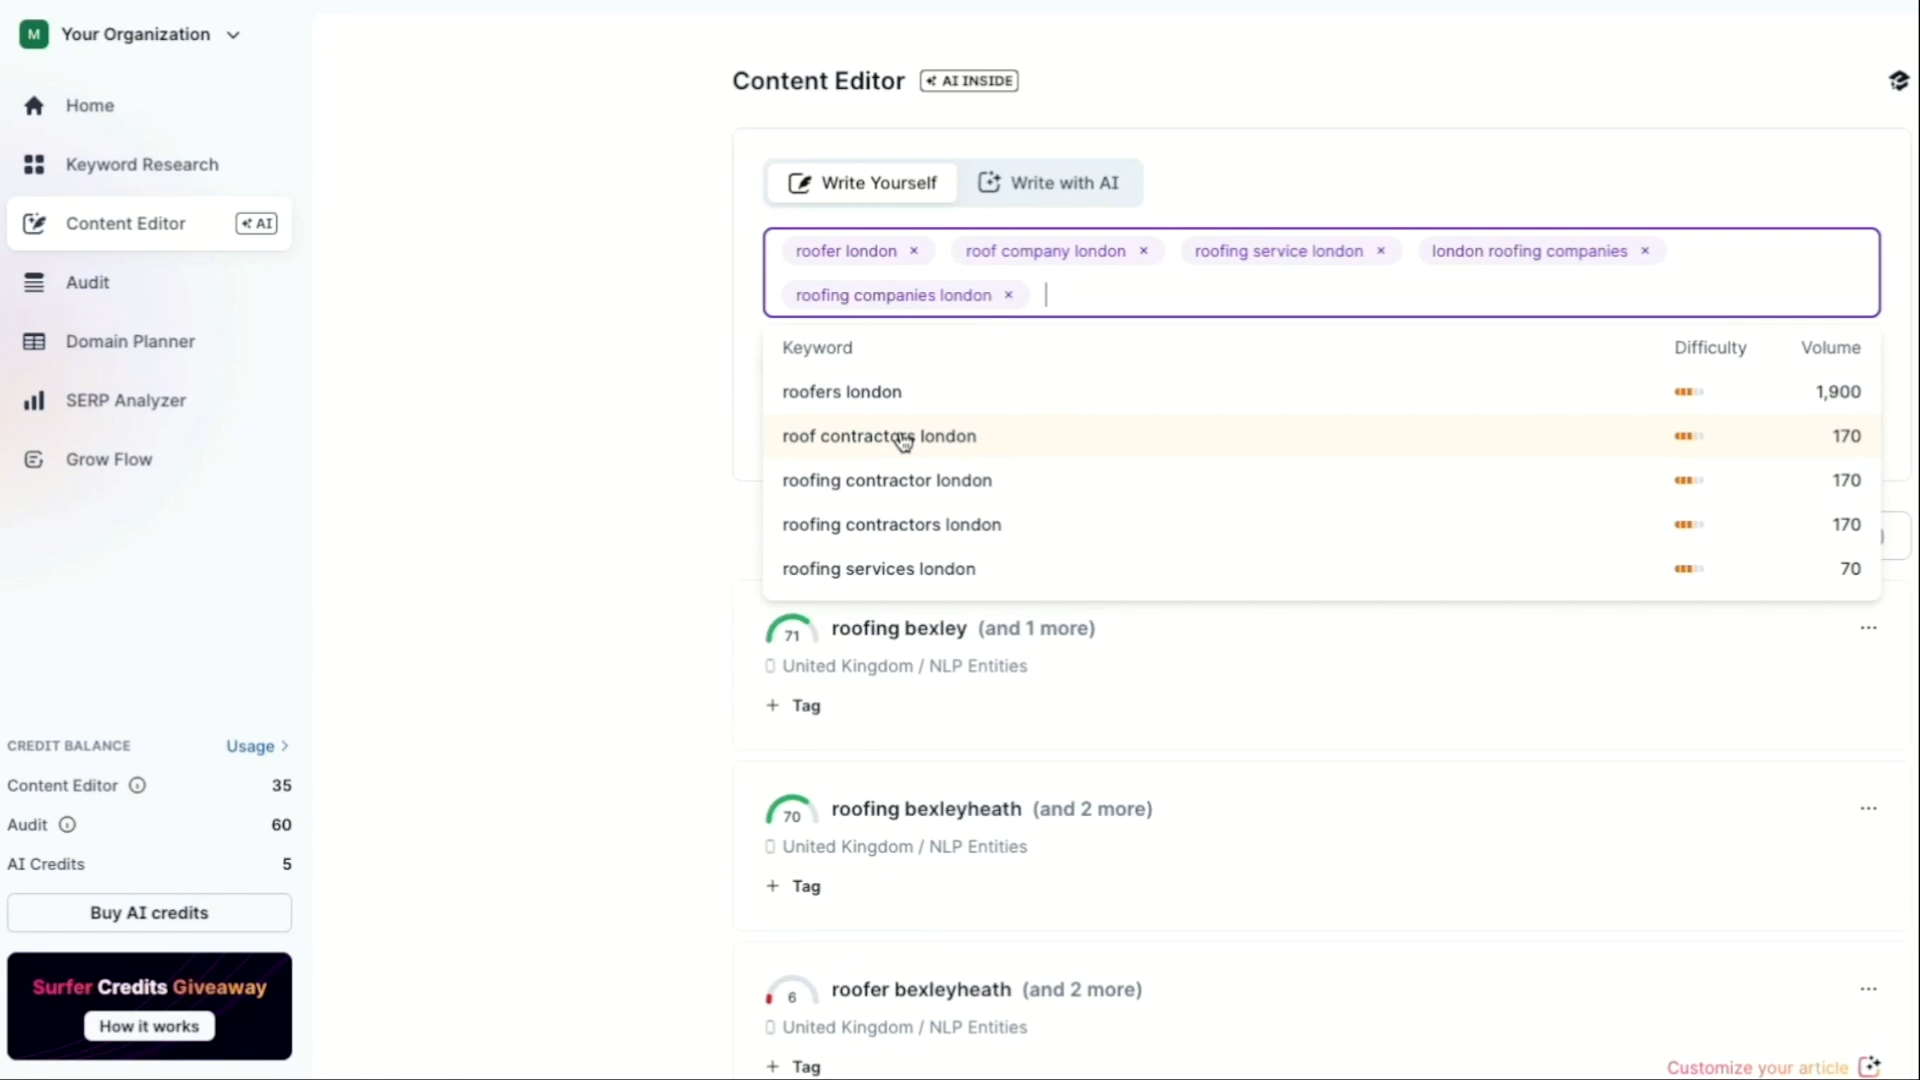 M Your Organization
Home
Keyword Research
Content Editor AI
Audit
Domain Planner
SERP Analyzer
Grow Flow
CREDIT BALANCE Usage >
Content Editor 35
Audit 60
AI Credits 5
Buy AI credits
Surfer Credits Giveaway
How it works
Content Editor AI INSIDE
Write Yourself Write with AI
roofer london × roof company london × roofing service london × london roofing companies ×
roofing companies london ×
Keyword Difficulty Volume
roofers london 1,900
roof contractors london 170
roofing contractor london 170
roofing contractors london 170
roofing services london 70
71 roofing bexley (and 1 more) ...
United Kingdom / NLP Entities
+ Tag
70 roofing bexleyheath (and 2 more) ...
United Kingdom / NLP Entities
+ Tag
6 roofer bexleyheath (and 2 more) ...
United Kingdom / NLP Entities
+ Tag
Customize your article